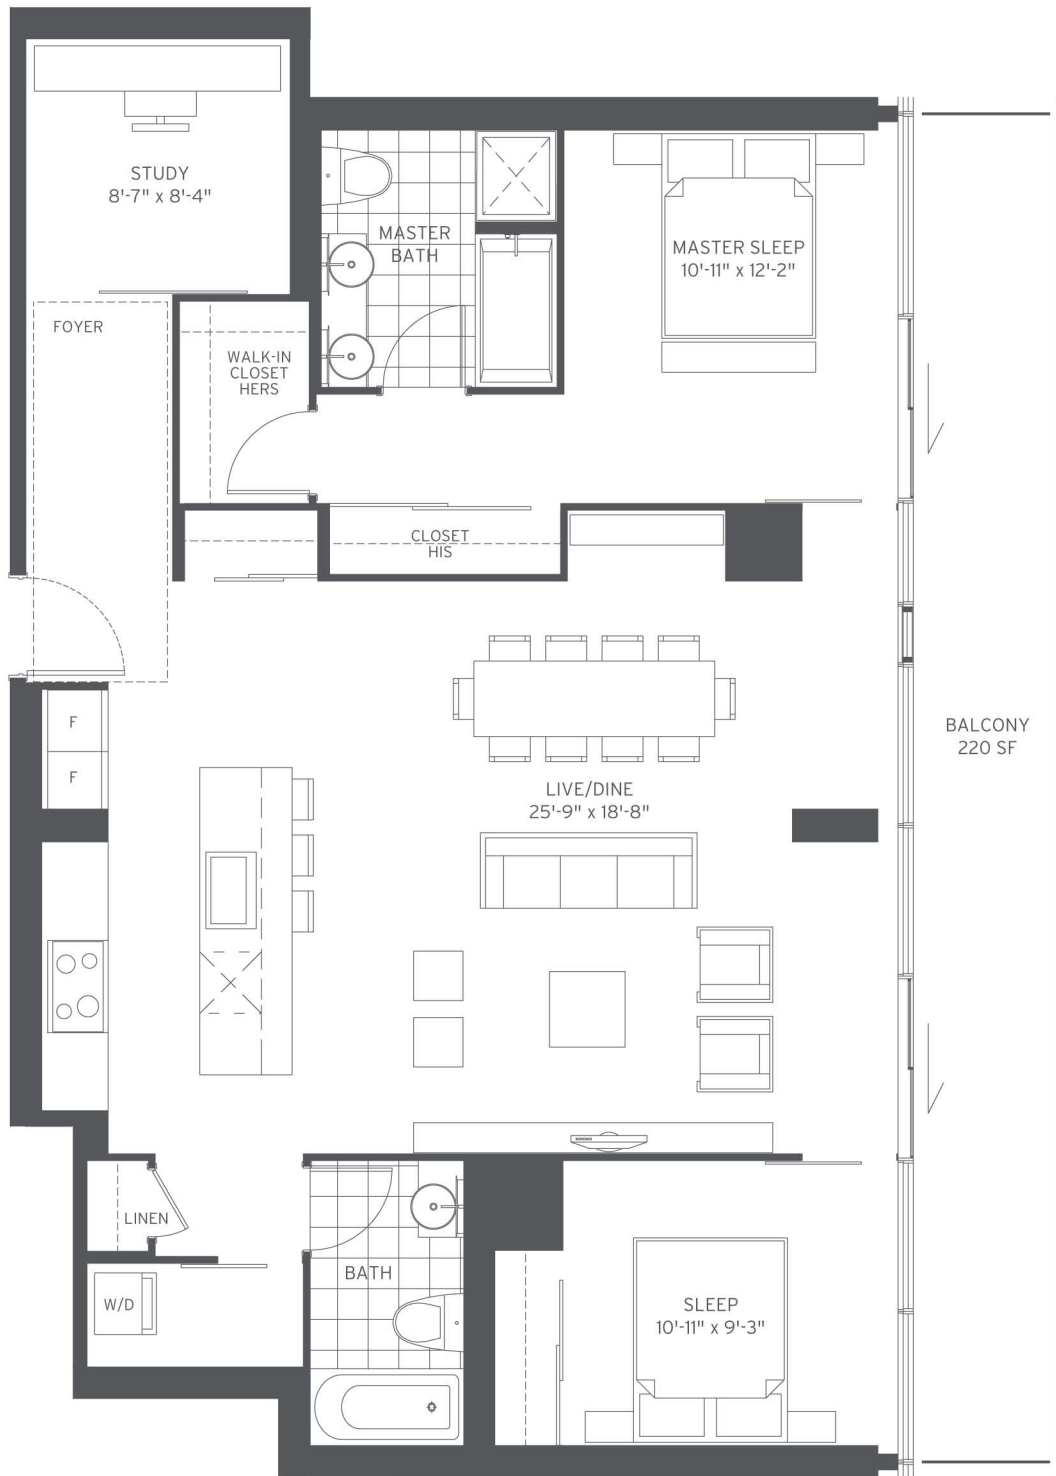 STUDY
8'-7" x 8'-4"
MASTER
BATH
MASTER SLEEP
10'-11" x 12'-2"
FOYER
WALK-IN
CLOSET
HERS
CLOSET
HIS
F
F
BALCONY
220 SF
LIVE/DINE
25'-9" x 18'-8"
LINEN
BATH
W/D
SLEEP
10'-11" x 9'-3"